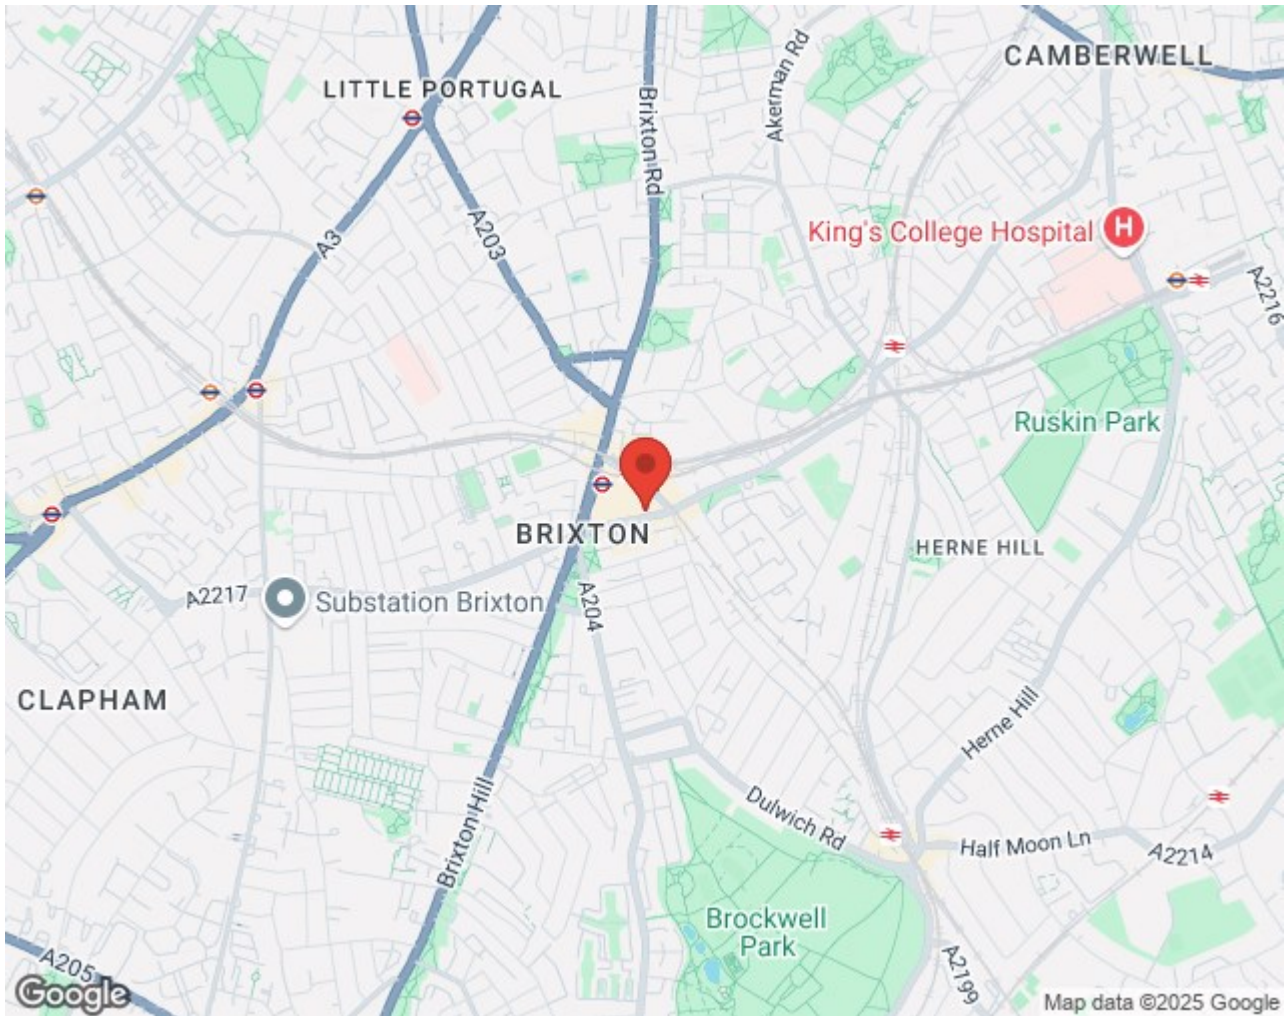 CAMBERWELL
LITTLE PORTUGAL
Akerman Rd
Brixton Rd
A3
A203
King's College Hospital
H
A2216
Ruskin Park
BRIXTON
HERNE HILL
A2217
Substation Brixton
A204
CLAPHAM
Herne Hill
Brixton Hill
Dulwich Rd
Half Moon Ln
A2214
Brockwell
Park
A205
A2199
Google
Map data ©2025 Google